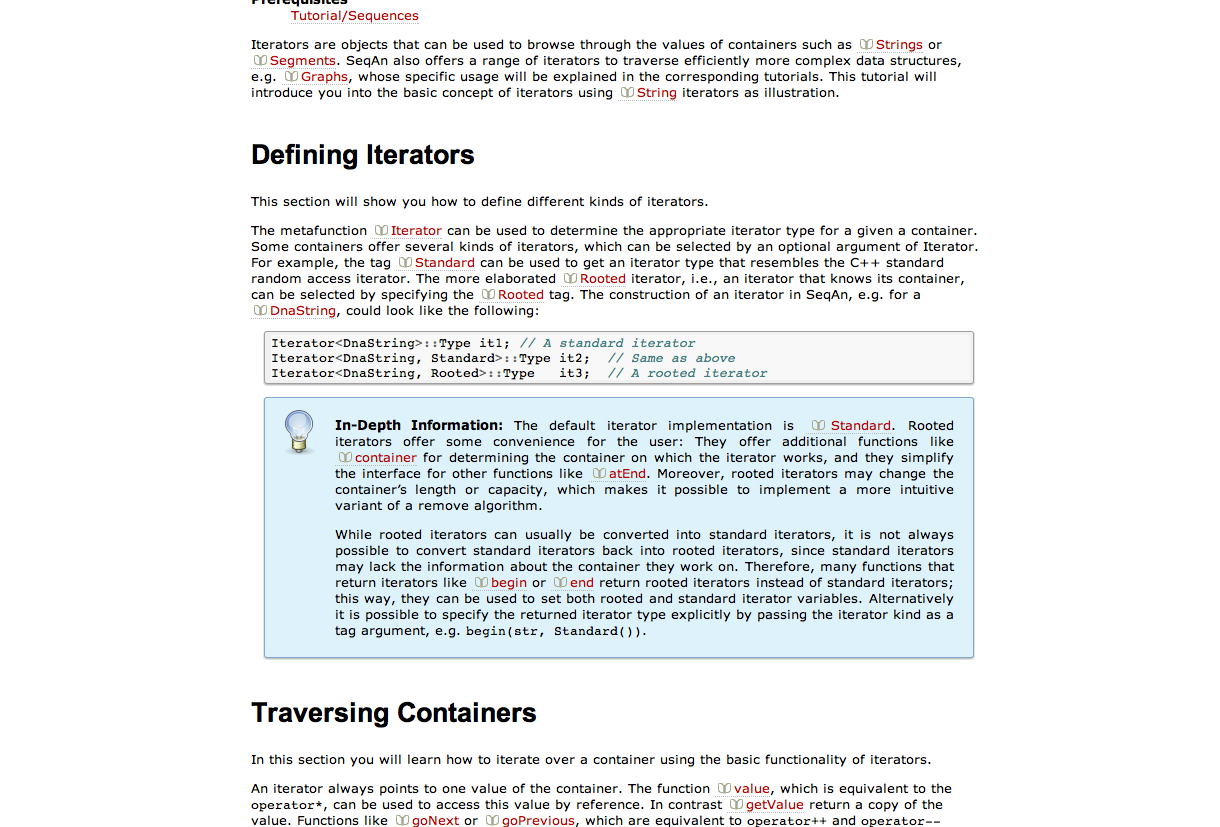 Prerequisites
Tutorial/Sequences
Iterators are objects that can be used to browse through the values of containers such as Strings or
Segments. SeqAn also offers a range of iterators to traverse efficiently more complex data structures,
e.g. Graphs, whose specific usage will be explained in the corresponding tutorials. This tutorial will
introduce you into the basic concept of iterators using String iterators as illustration.
Defining Iterators
This section will show you how to define different kinds of iterators.
The metafunction Iterator can be used to determine the appropriate iterator type for a given a container.
Some containers offer several kinds of iterators, which can be selected by an optional argument of Iterator.
For example, the tag Standard can be used to get an iterator type that resembles the C++ standard
random access iterator. The more elaborated Rooted iterator, i.e., an iterator that knows its container,
can be selected by specifying the Rooted tag. The construction of an iterator in SeqAn, e.g. for a
DnaString, could look like the following:
Iterator<DnaString>::Type it1; // A standard iterator
Iterator<DnaString, Standard>::Type it2;  // Same as above
Iterator<DnaString, Rooted>::Type   it3;  // A rooted iterator
In-Depth Information: The default iterator implementation is Standard. Rooted
iterators offer some convenience for the user: They offer additional functions like
container for determining the container on which the iterator works, and they simplify
the interface for other functions like atEnd. Moreover, rooted iterators may change the
container's length or capacity, which makes it possible to implement a more intuitive
variant of a remove algorithm.
While rooted iterators can usually be converted into standard iterators, it is not always
possible to convert standard iterators back into rooted iterators, since standard iterators
may lack the information about the container they work on. Therefore, many functions that
return iterators like begin or end return rooted iterators instead of standard iterators;
this way, they can be used to set both rooted and standard iterator variables. Alternatively
it is possible to specify the returned iterator type explicitly by passing the iterator kind as a
tag argument, e.g. begin(str, Standard()).
Traversing Containers
In this section you will learn how to iterate over a container using the basic functionality of iterators.
An iterator always points to one value of the container. The function value, which is equivalent to the
operator*, can be used to access this value by reference. In contrast getValue return a copy of the
value. Functions like goNext or goPrevious, which are equivalent to operator++ and operator--